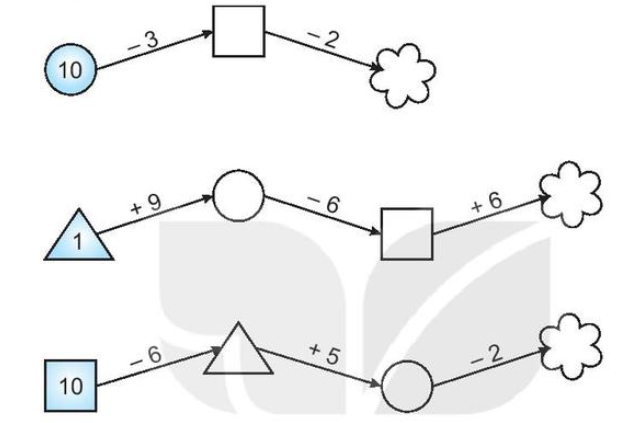 10 – 3 – 2
1 + 9 – 6 + 6
10 – 6 + 5 – 2